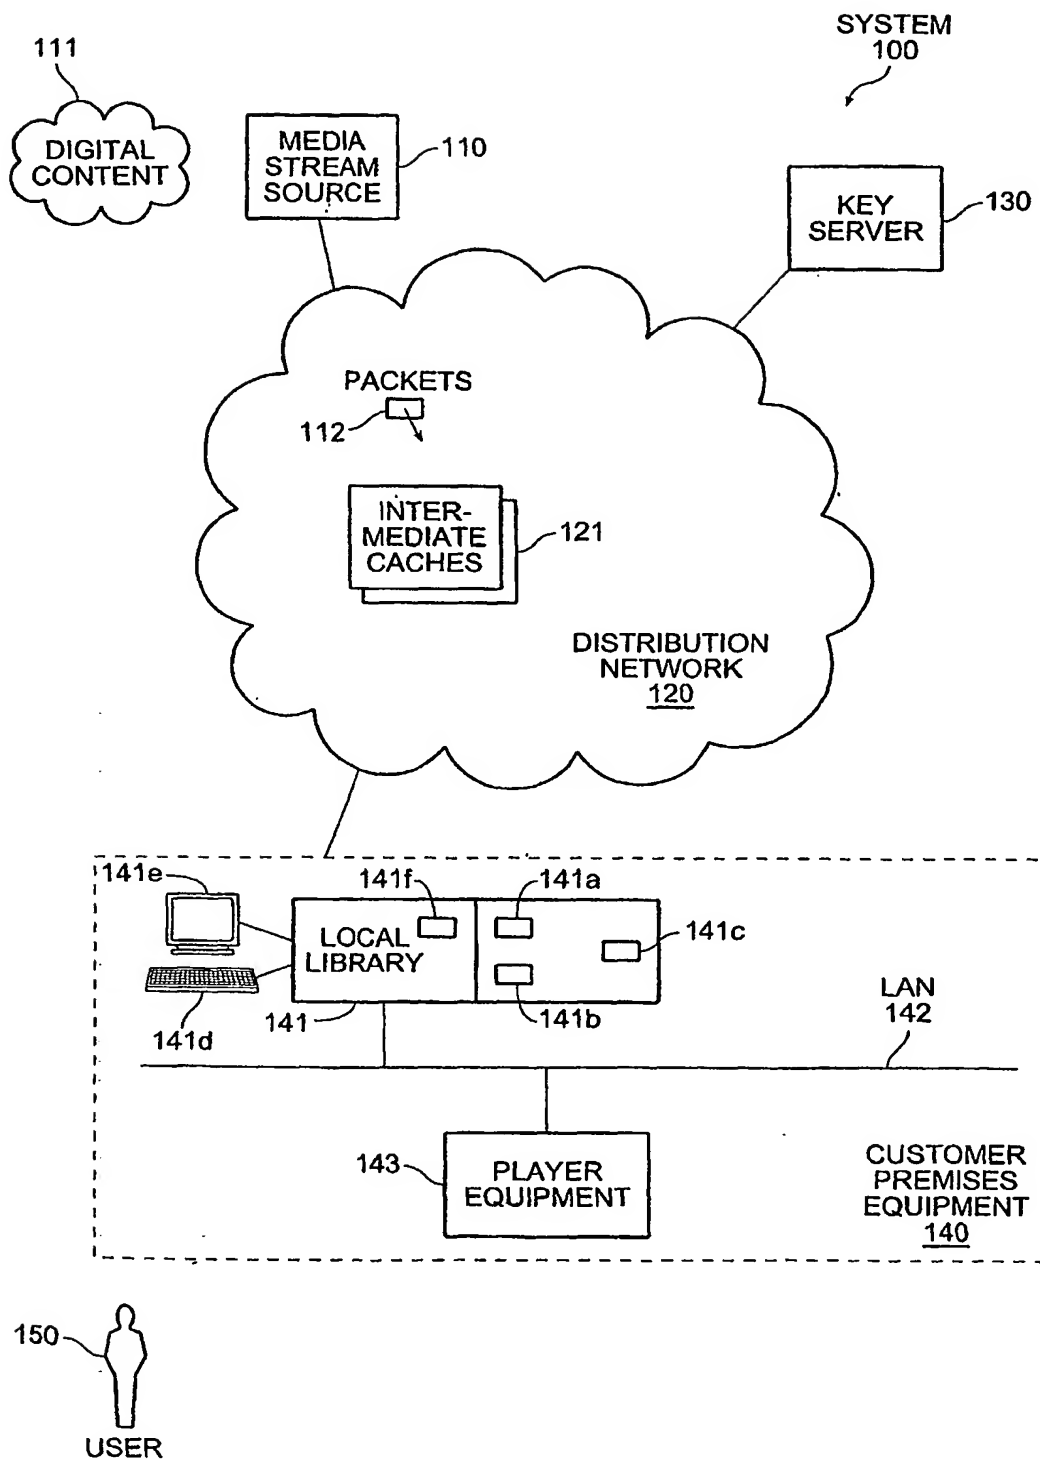 SYSTEM
100
111
DIGITAL
CONTENT
MEDIA
STREAM
SOURCE
110
KEY
SERVER
130
PACKETS
112
INTER-
MEDIATE
CACHES
121
DISTRIBUTION
NETWORK
120
141e
141f
141a
LOCAL
LIBRARY
141c
141d
141
141b
LAN
142
143
PLAYER
EQUIPMENT
CUSTOMER
PREMISES
EQUIPMENT
140
150
USER